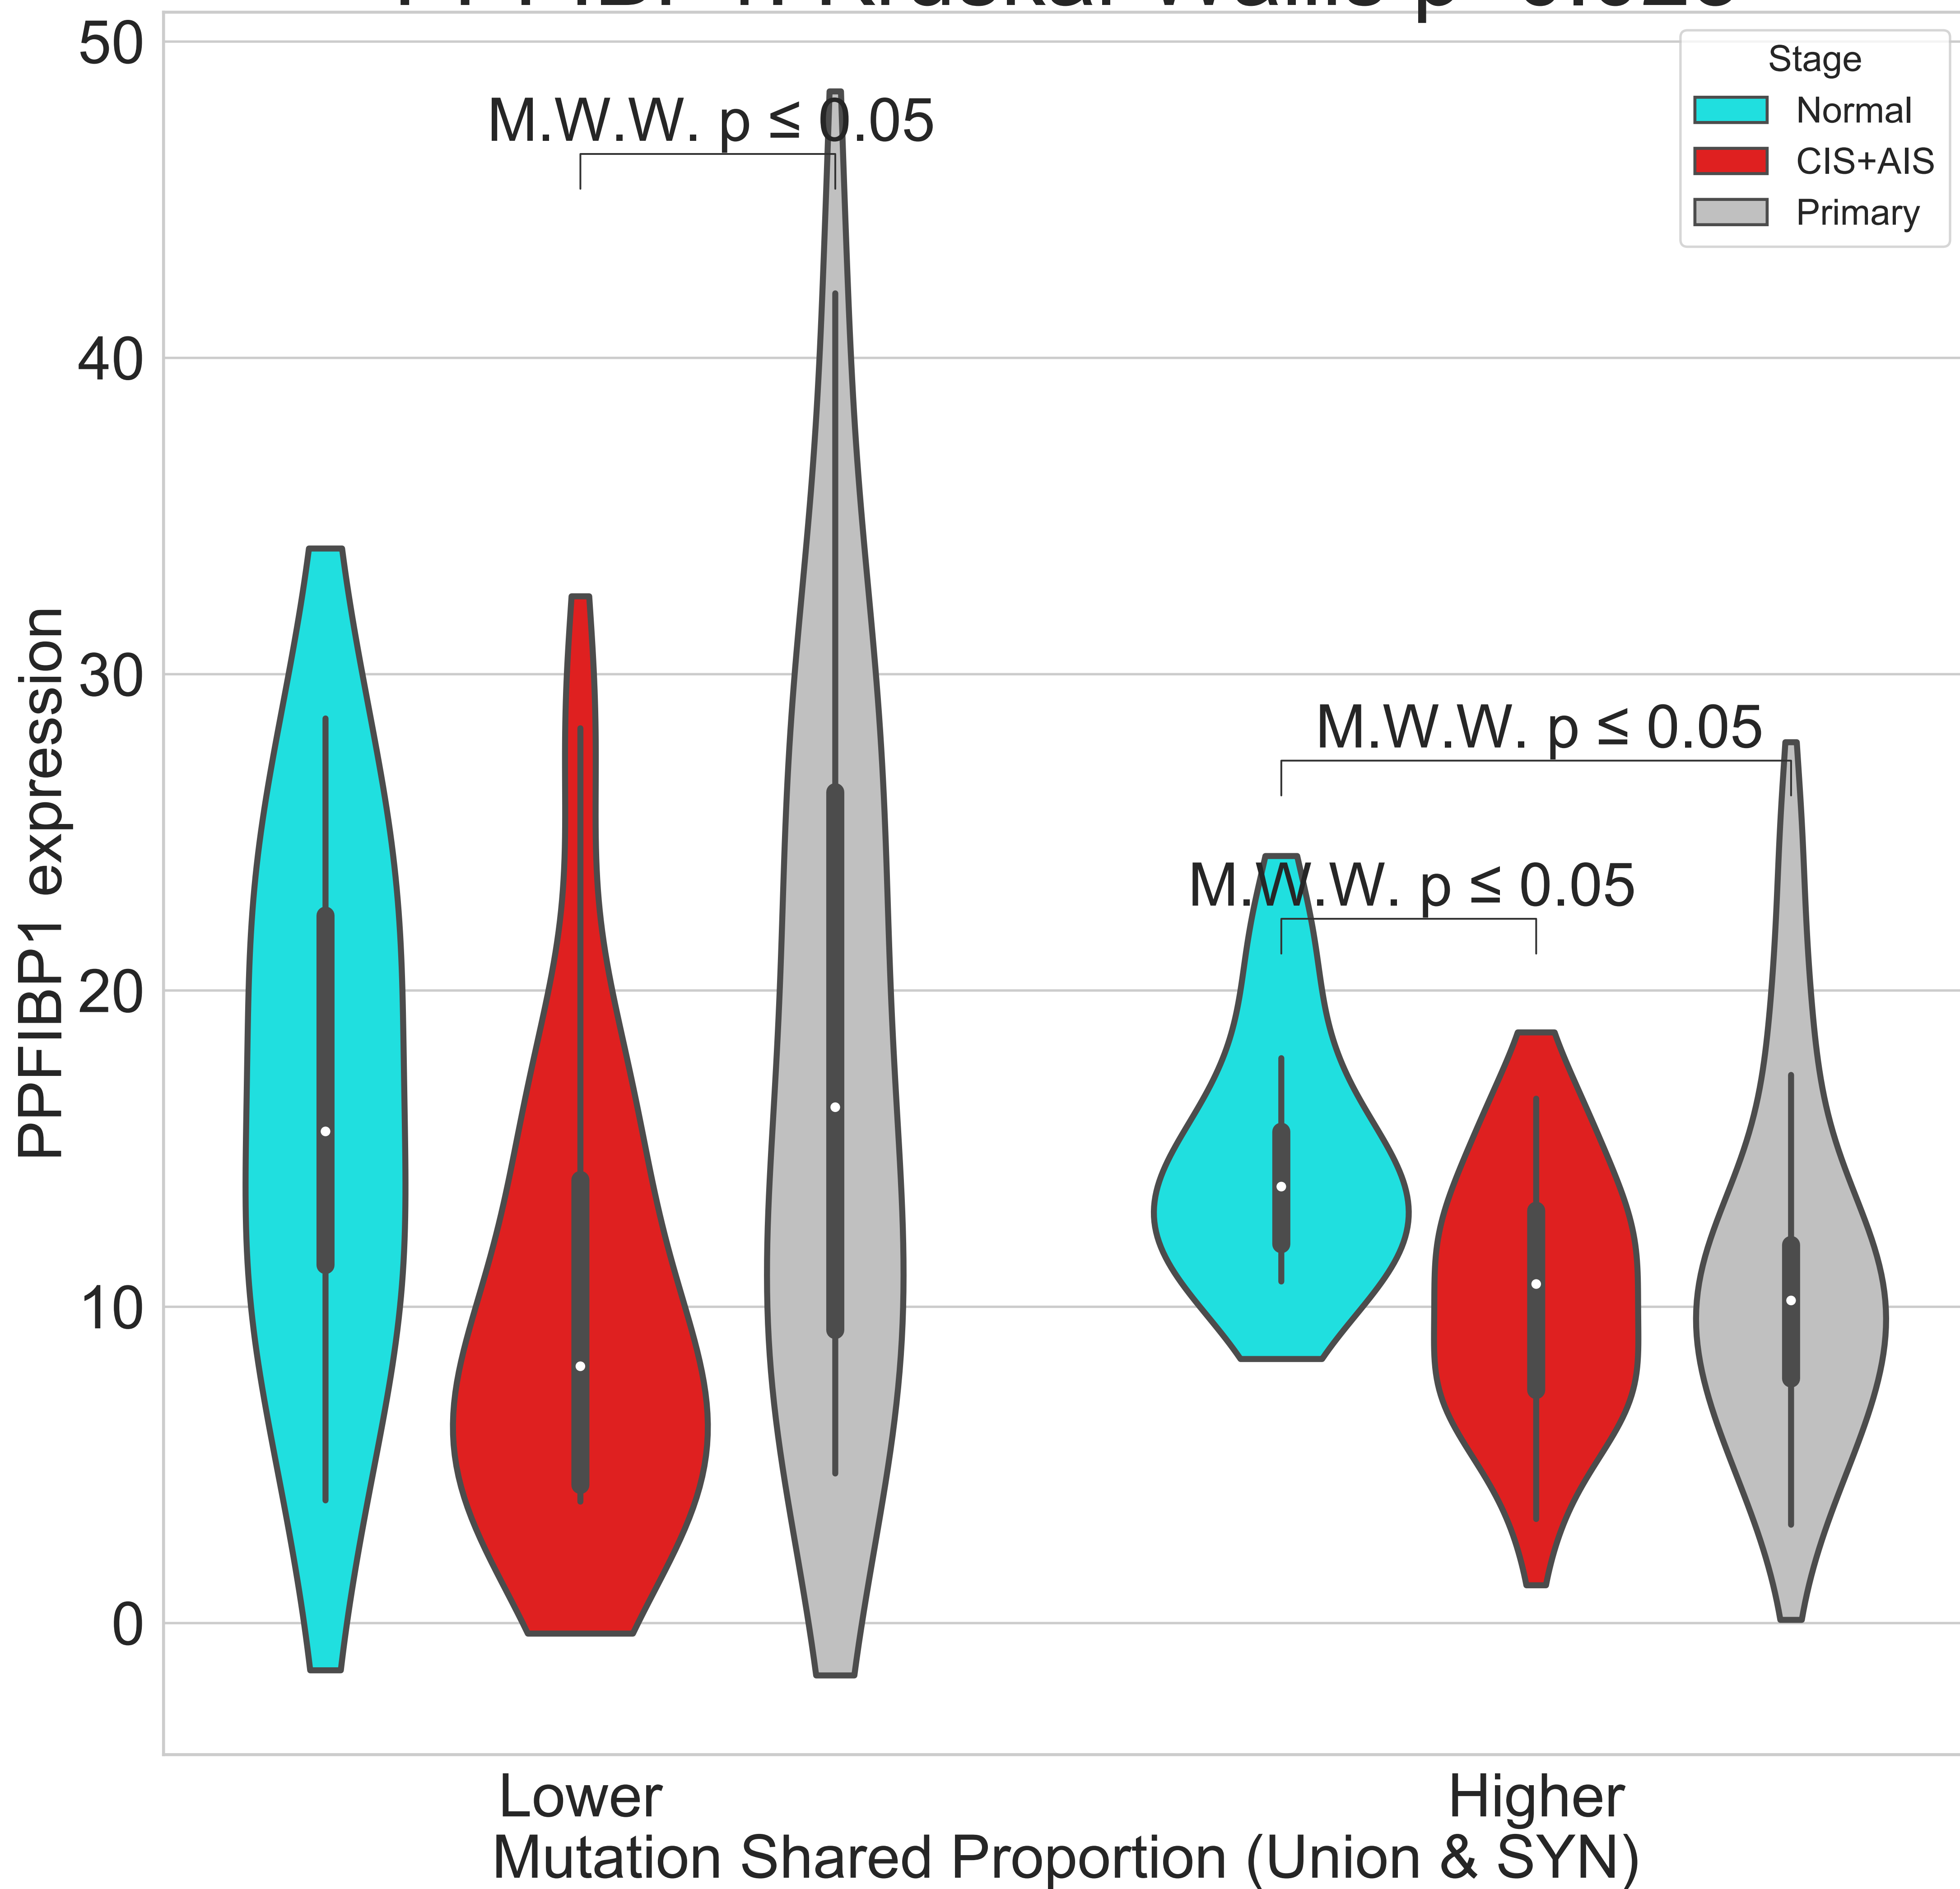 50
40
30
20
10
0
PPFIBP1 expression
M.W.W. p ≤ 0.05
M.W.W. p ≤ 0.05
M.W.W. p ≤ 0.05
Stage
Normal
CIS+AIS
Primary
Lower
Higher
Mutation Shared Proportion (Union & SYN)